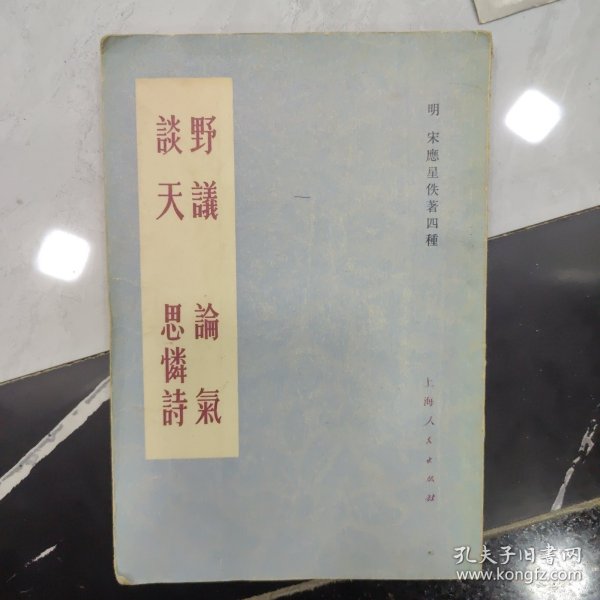 明 宋應星佚著四種
野議 論氣
談天 思憐詩
上海人民出版社
孔夫子旧书网
www.kongfz.com